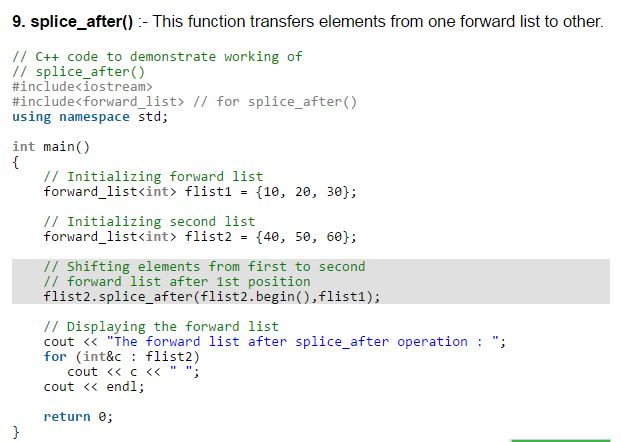 9. splice_after() :- This function transfers elements from one forward list to other.
// C++ code to demonstrate working of
// splice_after()
#include<iostream>
#include<forward_list> // for splice_after()
using namespace std;
int main()
{
// Initializing forward list
forward_list<int> flist1 = {10, 20, 30};
// Initializing second list
forward_list<int> flist2 = {40, 50, 60};
// Shifting elements from first to second
// forward list after 1st position
flist2.splice_after(flist2.begin(),flist1);
// Displaying the forward list
cout << "The forward list after splice_after operation : ";
for (int&c : flist2)
cout << c << " ";
cout << endl;
return 0;
}